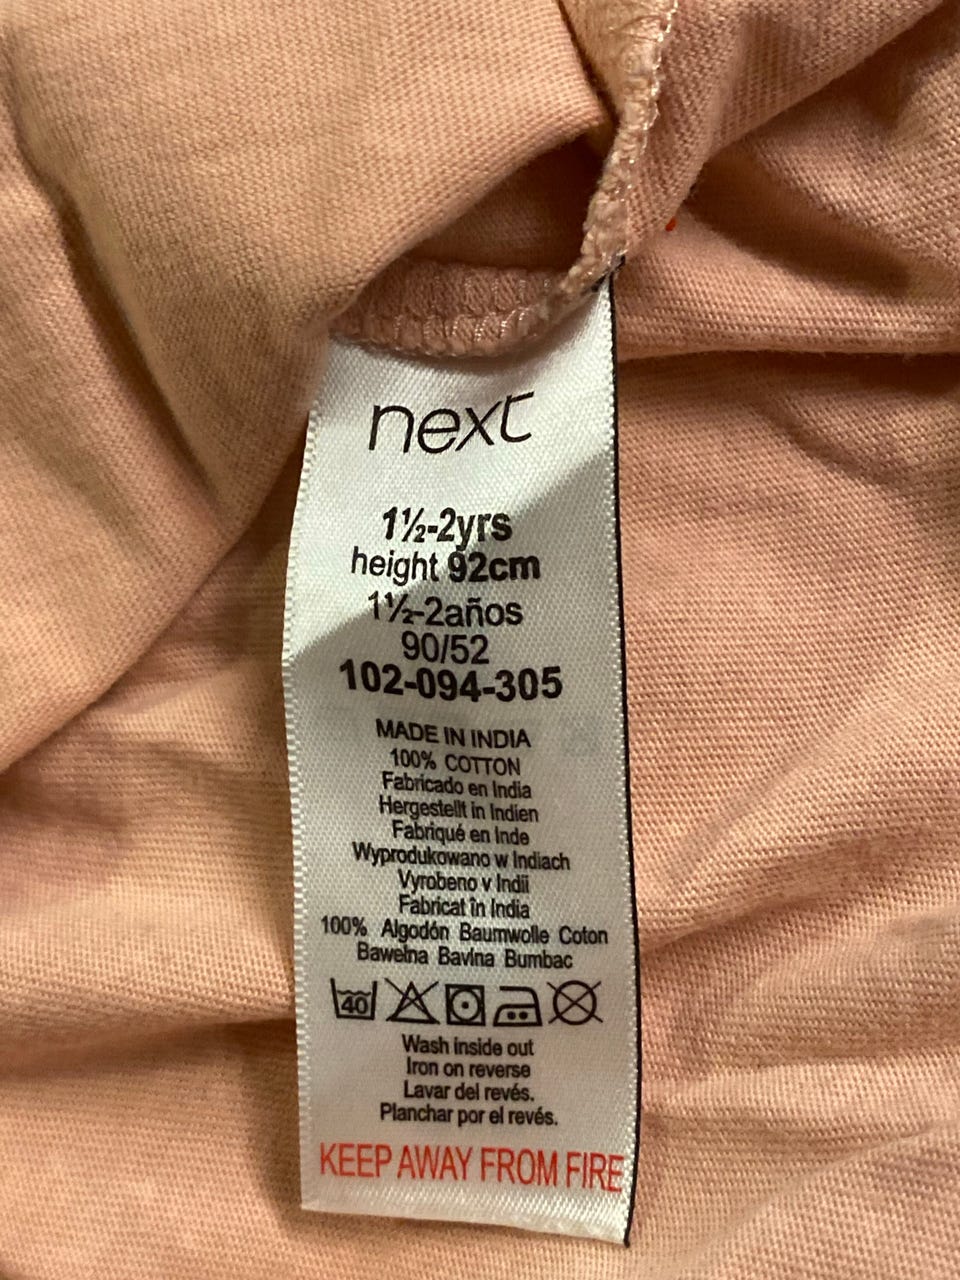 next
1½-2yrs
height 92cm
1½-2años
90/52
102-094-305
MADE IN INDIA
100% COTTON
Fabricado en India
Hergestellt in Indien
Fabriqué en Inde
Wyprodukowano w Indiach
Vyrobeno v Indii
Fabricat în India
100% Algodón Baumwolle Coton
Bawełna Bavlna Bumbac
40
Wash inside out
Iron on reverse
Lavar del revés.
Planchar por el revés.
KEEP AWAY FROM FIRE